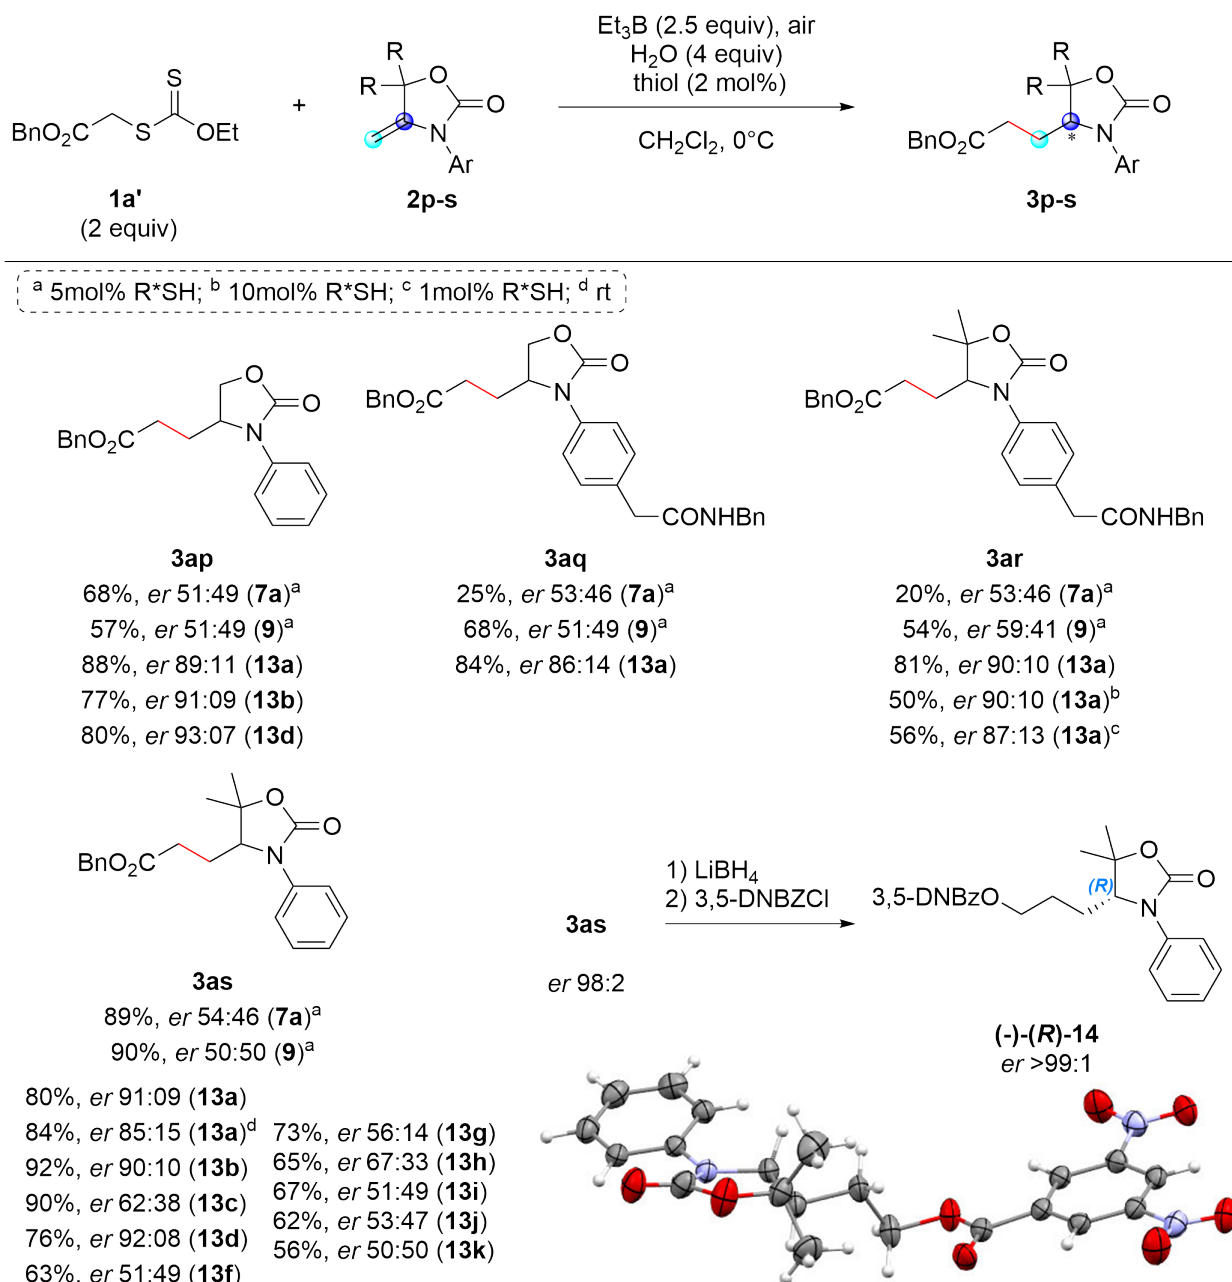 Et3B (2.5 equiv), air
H2O (4 equiv)
thiol (2 mol%)
CH2Cl2, 0°C
BnO2C S S OEt
+
R R O O N Ar
R R O O N Ar * BnO2C
1a'
(2 equiv)
2p-s
3p-s
a 5mol% R*SH; b 10mol% R*SH; c 1mol% R*SH; d rt
BnO2C O O N
3ap
68%, er 51:49 (7a)a
57%, er 51:49 (9)a
88%, er 89:11 (13a)
77%, er 91:09 (13b)
80%, er 93:07 (13d)
BnO2C O O N CONHBn
3aq
25%, er 53:46 (7a)a
68%, er 51:49 (9)a
84%, er 86:14 (13a)
BnO2C O O N CONHBn
3ar
20%, er 53:46 (7a)a
54%, er 59:41 (9)a
81%, er 90:10 (13a)
50%, er 90:10 (13a)b
56%, er 87:13 (13a)c
BnO2C O O N
3as
89%, er 54:46 (7a)a
90%, er 50:50 (9)a
80%, er 91:09 (13a)
84%, er 85:15 (13a)d
92%, er 90:10 (13b)
90%, er 62:38 (13c)
76%, er 92:08 (13d)
63%, er 51:49 (13f)
73%, er 56:14 (13g)
65%, er 67:33 (13h)
67%, er 51:49 (13i)
62%, er 53:47 (13j)
56%, er 50:50 (13k)
3as
er 98:2
1) LiBH4
2) 3,5-DNBZCl
3,5-DNBzO (R) O O N
(-)-(R)-14
er >99:1